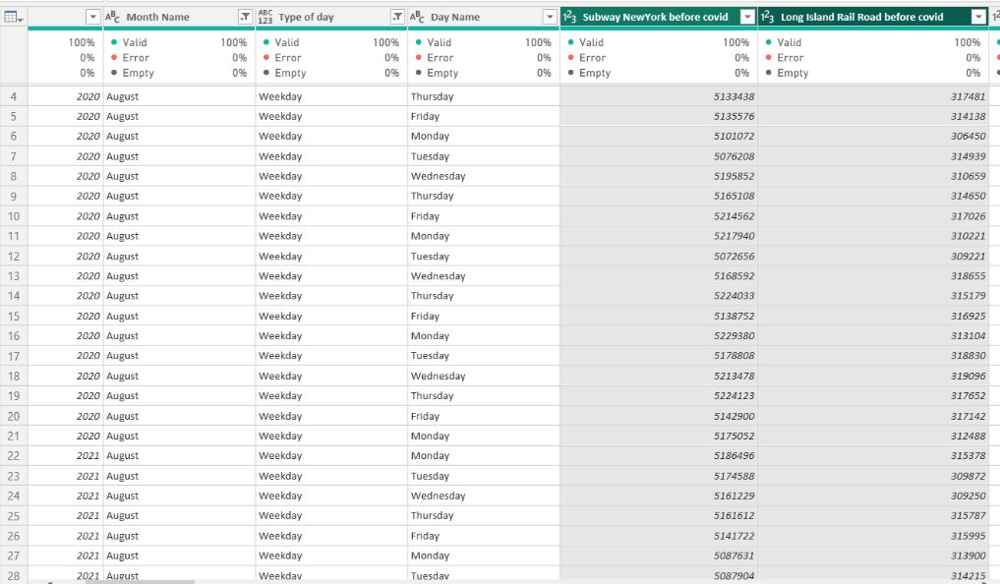 ABC Month Name ABC 123 Type of day ABC Day Name 123 Subway NewYork before covid 123 Long Island Rail Road before covid
100% Valid 100% Valid 100% Valid 100% Valid 100% Valid 100%
0% Error 0% Error 0% Error 0% Error 0% Error 0%
0% Empty 0% Empty 0% Empty 0% Empty 0% Empty 0%
4 2020 August Weekday Thursday 5133438 317481
5 2020 August Weekday Friday 5135576 314138
6 2020 August Weekday Monday 5101072 306450
7 2020 August Weekday Tuesday 5076208 314939
8 2020 August Weekday Wednesday 5195852 310659
9 2020 August Weekday Thursday 5165108 314650
10 2020 August Weekday Friday 5214562 317026
11 2020 August Weekday Monday 5217940 310221
12 2020 August Weekday Tuesday 5072656 309221
13 2020 August Weekday Wednesday 5168592 318655
14 2020 August Weekday Thursday 5224033 315179
15 2020 August Weekday Friday 5138752 316925
16 2020 August Weekday Monday 5229380 313104
17 2020 August Weekday Tuesday 5178808 318830
18 2020 August Weekday Wednesday 5213478 319096
19 2020 August Weekday Thursday 5224123 317652
20 2020 August Weekday Friday 5142900 317142
21 2020 August Weekday Monday 5175052 312488
22 2021 August Weekday Monday 5186496 315378
23 2021 August Weekday Tuesday 5174588 309872
24 2021 August Weekday Wednesday 5161229 309250
25 2021 August Weekday Thursday 5161612 315787
26 2021 August Weekday Friday 5141722 315995
27 2021 August Weekday Monday 5087631 313900
28 2021 August Weekday Tuesday 5087904 314215